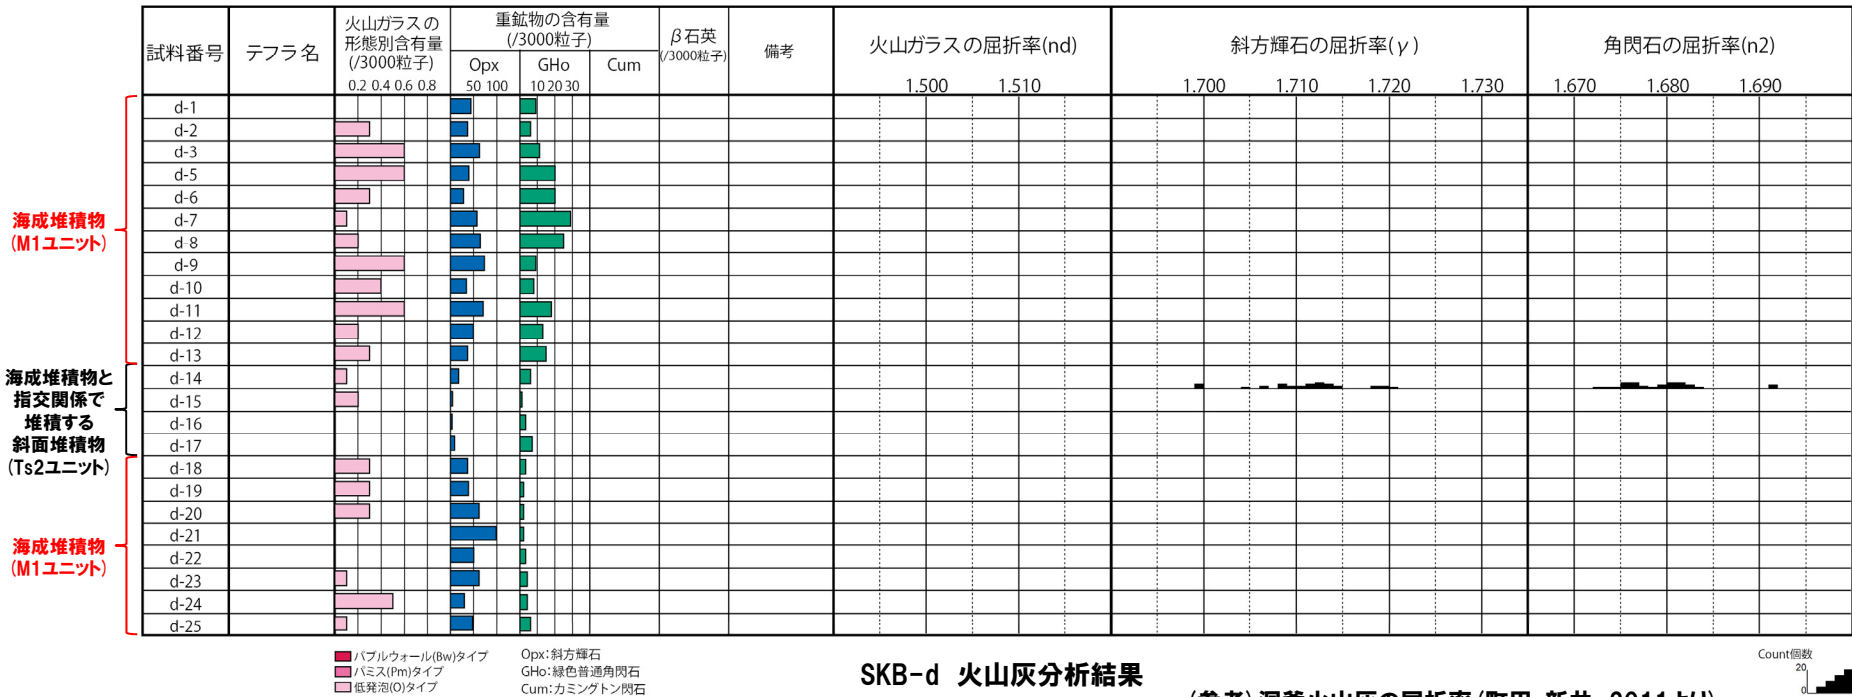 試料番号
テフラ名
火山ガラスの
形態別含有量
(/3000粒子)
0.2 0.4 0.6 0.8
重鉱物の含有量
(/3000粒子)
Opx
50 100
GHo
10 20 30
Cum
β石英
(/3000粒子)
備考
火山ガラスの屈折率(nd)
1.500 1.510
斜方輝石の屈折率(γ)
1.700 1.710 1.720 1.730
角閃石の屈折率(n2)
1.670 1.680 1.690
d-1
d-2
d-3
d-5
d-6
d-7
d-8
d-9
d-10
d-11
d-12
d-13
d-14
d-15
d-16
d-17
d-18
d-19
d-20
d-21
d-22
d-23
d-24
d-25
海成堆積物
(M1ユニット)
海成堆積物と
指交関係で
堆積する
斜面堆積物
(Ts2ユニット)
海成堆積物
(M1ユニット)
バブルウォール(Bw)タイプ
パミス(Pm)タイプ
低発泡(O)タイプ
Opx:斜方輝石
GHo:緑色普通角閃石
Cum:カミングトン閃石
SKB-d 火山灰分析結果
Count個数
20
0